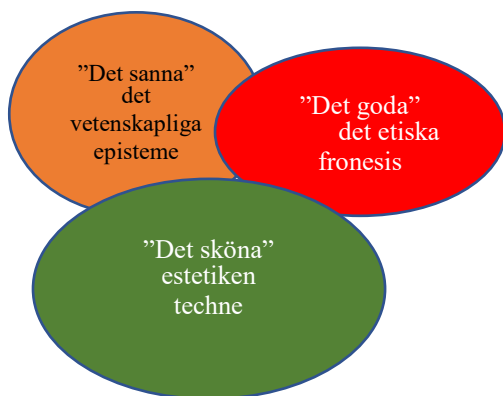 ”Det sanna”
det
vetenskapliga
episteme
”Det goda”
det etiska
fronesis
”Det sköna”
estetiken
techne